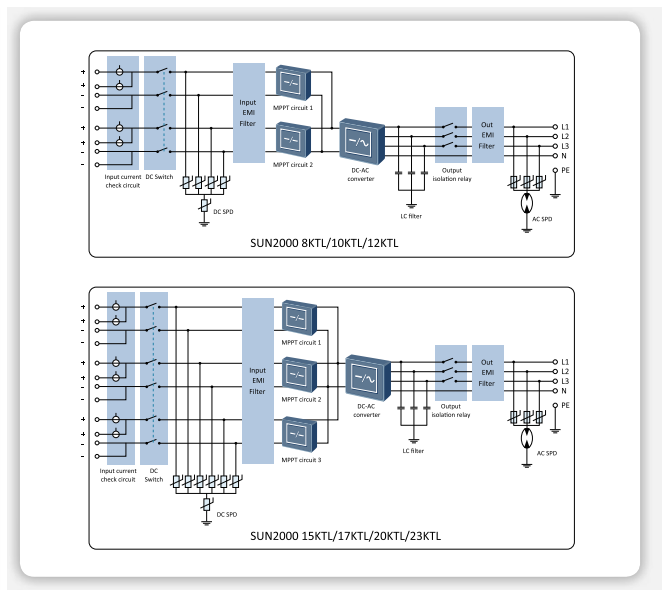 +
+
-
-
+
+
-
-
Input
EMI
Filter
MPPT circuit 1
MPPT circuit 2
Input current
check circuit
DC Switch
DC SPD
DC-AC
converter
LC filter
Output
isolation relay
Out
EMI
Filter
L1
L2
L3
N
PE
AC SPD
SUN2000 8KTL/10KTL/12KTL
+
+
-
-
+
+
-
-
+
+
-
-
Input
EMI
Filter
MPPT circuit 1
MPPT circuit 2
MPPT circuit 3
Input current
check circuit
DC
Switch
DC SPD
DC-AC
converter
LC filter
Output
isolation relay
Out
EMI
Filter
L1
L2
L3
N
PE
AC SPD
SUN2000 15KTL/17KTL/20KTL/23KTL